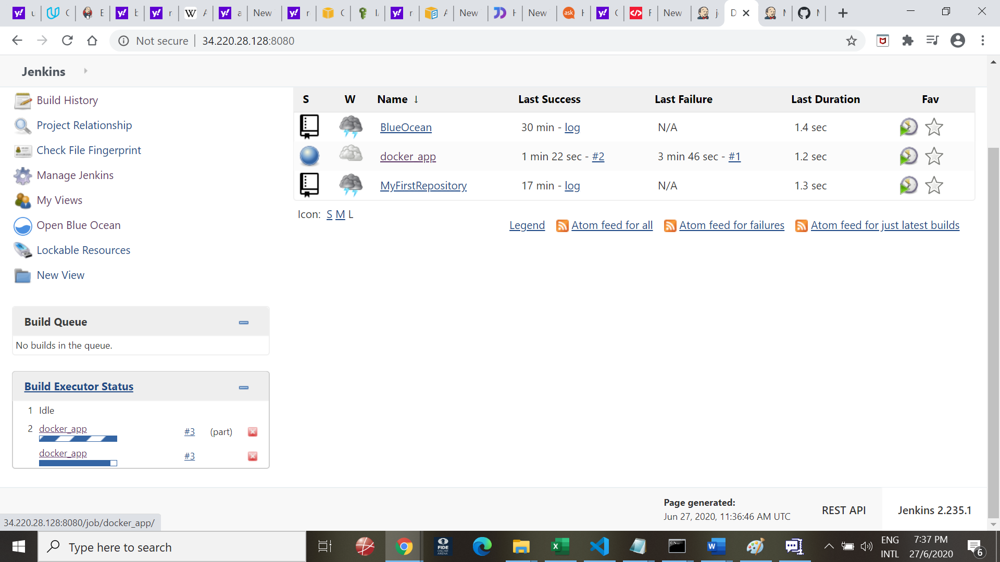 New
New
New
New
Not secure
34.220.28.128:8080
Jenkins
Build History
Project Relationship
Check File Fingerprint
Manage Jenkins
My Views
Open Blue Ocean
Lockable Resources
New View
S W Name ↓ Last Success Last Failure Last Duration Fav
BlueOcean 30 min - log N/A 1.4 sec
docker_app 1 min 22 sec - #2 3 min 46 sec - #1 1.2 sec
MyFirstRepository 17 min - log N/A 1.3 sec
Icon: S M L
Legend Atom feed for all Atom feed for failures Atom feed for just latest builds
Build Queue
No builds in the queue.
Build Executor Status
1 Idle
2 docker_app #3 (part)
docker_app #3
Page generated:
Jun 27, 2020, 11:36:46 AM UTC
REST API
Jenkins 2.235.1
34.220.28.128:8080/job/docker_app/
Type here to search
FIDE
ENG
INTL
7:37 PM
27/6/2020
6